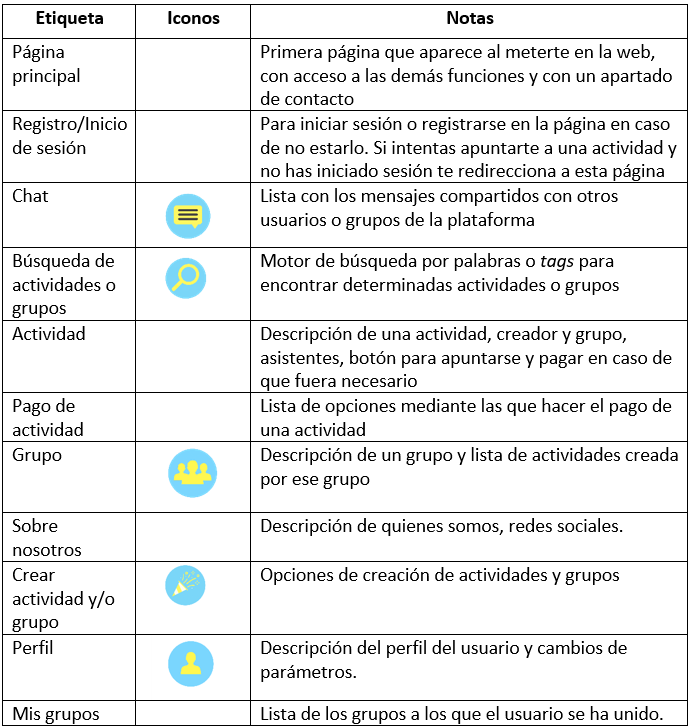 Etiqueta Iconos Notas
Página Primera página que aparece al meterte en la web,
principal con acceso a las demás funciones y con un apartado
de contacto
Registro/Inicio Para iniciar sesión o registrarse en la página en caso
de sesión de no estarlo. Si intentas apuntarte a una actividad y
no has iniciado sesión te redirecciona a esta página
Chat Lista con los mensajes compartidos con otros
usuarios o grupos de la plataforma
Búsqueda de Motor de búsqueda por palabras o tags para
actividades o encontrar determinadas actividades o grupos
grupos
Actividad Descripción de una actividad, creador y grupo,
asistentes, botón para apuntarse y pagar en caso de
que fuera necesario
Pago de Lista de opciones mediante las que hacer el pago de
actividad una actividad
Grupo Descripción de un grupo y lista de actividades creada
por ese grupo
Sobre Descripción de quienes somos, redes sociales.
nosotros
Crear Opciones de creación de actividades y grupos
actividad y/o
grupo
Perfil Descripción del perfil del usuario y cambios de
parámetros.
Mis grupos Lista de los grupos a los que el usuario se ha unido.